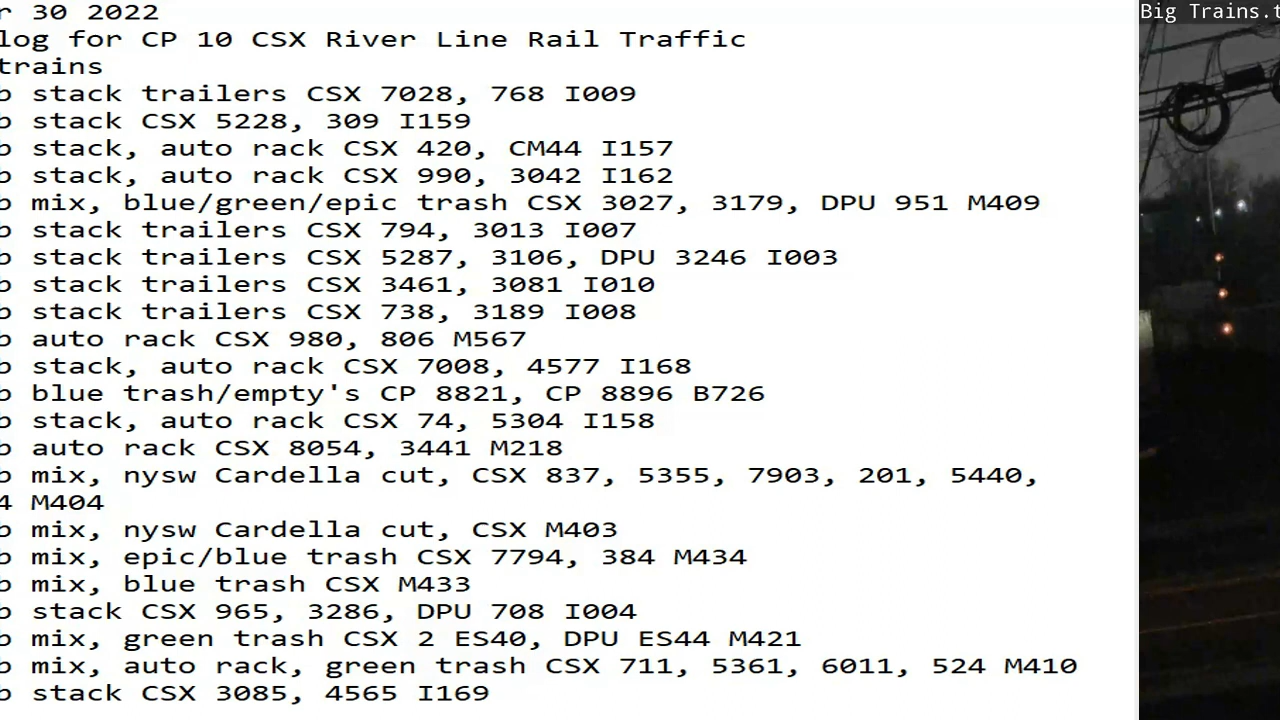 r 30 2022
log for CP 10 CSX River Line Rail Traffic
trains
b stack trailers CSX 7028, 768 I009
b stack CSX 5228, 309 I159
b stack, auto rack CSX 420, CM44 I157
b stack, auto rack CSX 990, 3042 I162
b mix, blue/green/epic trash CSX 3027, 3179, DPU 951 M409
b stack trailers CSX 794, 3013 I007
b stack trailers CSX 5287, 3106, DPU 3246 I003
b stack trailers CSX 3461, 3081 I010
b stack trailers CSX 738, 3189 I008
b auto rack CSX 980, 806 M567
b stack, auto rack CSX 7008, 4577 I168
b blue trash/empty's CP 8821, CP 8896 B726
b stack, auto rack CSX 74, 5304 I158
b auto rack CSX 8054, 3441 M218
b mix, nysw Cardella cut, CSX 837, 5355, 7903, 201, 5440,
4 M404
b mix, nysw Cardella cut, CSX M403
b mix, epic/blue trash CSX 7794, 384 M434
b mix, blue trash CSX M433
b stack CSX 965, 3286, DPU 708 I004
b mix, green trash CSX 2 ES40, DPU ES44 M421
b mix, auto rack, green trash CSX 711, 5361, 6011, 524 M410
b stack CSX 3085, 4565 I169
Big Trains.t